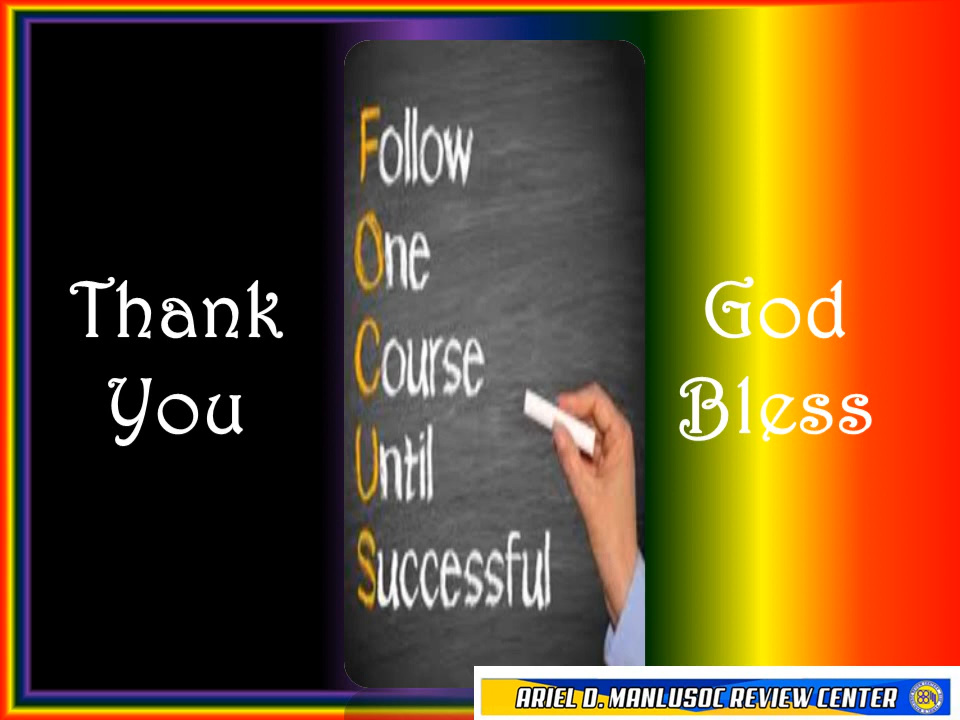 Thank
You
Follow
One
Course
Until
Successful
God
Bless
ARIEL D. MANLUSOC REVIEW CENTER